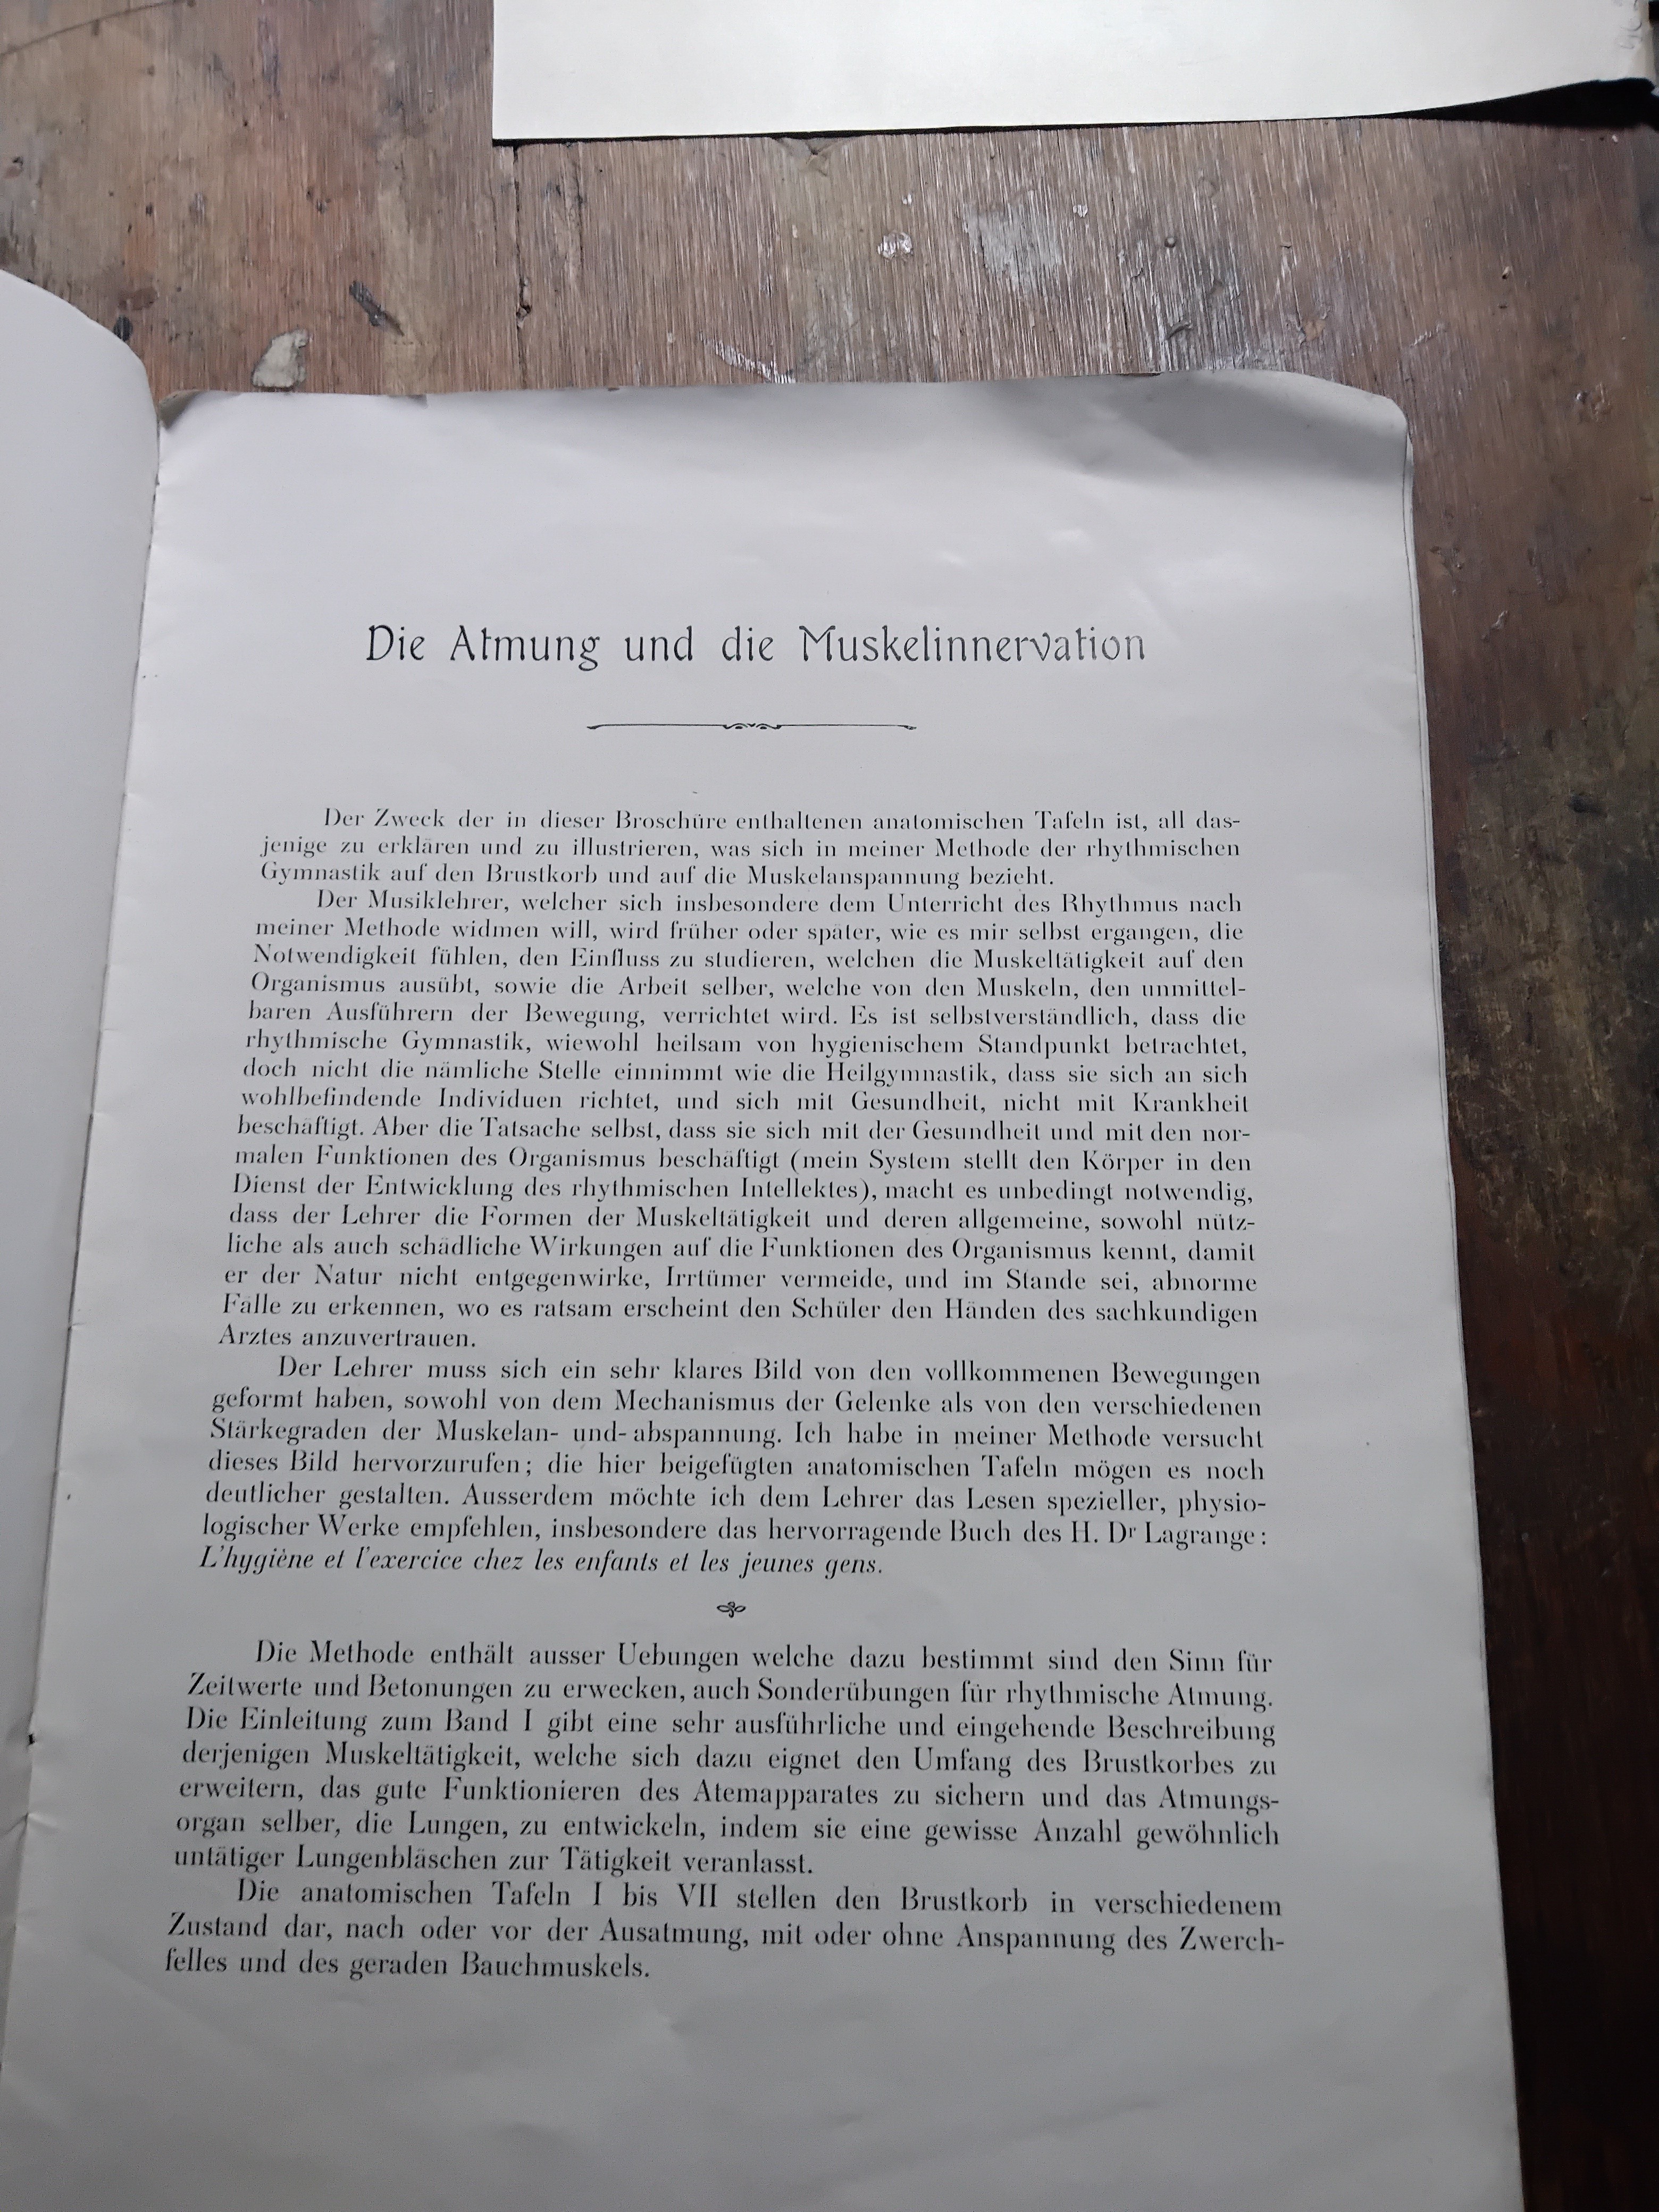 Die Atmung und die Muskelinnervation
Der Zweck der in dieser Broschüre enthaltenen anatomischen Tafeln ist, all das-
jenige zu erklären und zu illustrieren, was sich in meiner Methode der rhythmischen
Gymnastik auf den Brustkorb und auf die Muskelanspannung bezieht.
Der Musiklehrer, welcher sich insbesondere dem Unterricht des Rhythmus nach
meiner Methode widmen will, wird früher oder später, wie es mir selbst ergangen, die
Notwendigkeit fühlen, den Einfluss zu studieren, welchen die Muskeltätigkeit auf den
Organismus ausübt, sowie die Arbeit selber, welche von den Muskeln, den unmittel-
baren Ausführern der Bewegung, verrichtet wird. Es ist selbstverständlich, dass die
rhythmische Gymnastik, wiewohl heilsam von hygienischem Standpunkt betrachtet,
doch nicht die nämliche Stelle einnimmt wie die Heilgymnastik, dass sie sich an sich
wohlbefindende Individuen richtet, und sich mit Gesundheit, nicht mit Krankheit
beschäftigt. Aber die Tatsache selbst, dass sie sich mit der Gesundheit und mit den nor-
malen Funktionen des Organismus beschäftigt (mein System stellt den Körper in den
Dienst der Entwicklung des rhythmischen Intellektes), macht es unbedingt notwendig,
dass der Lehrer die Formen der Muskeltätigkeit und deren allgemeine, sowohl nütz-
liche als auch schädliche Wirkungen auf die Funktionen des Organismus kennt, damit
er der Natur nicht entgegenwirke, Irrtümer vermeide, und im Stande sei, abnorme
Fälle zu erkennen, wo es ratsam erscheint den Schüler den Händen des sachkundigen
Arztes anzuvertrauen.
Der Lehrer muss sich ein sehr klares Bild von den vollkommenen Bewegungen
geformt haben, sowohl von dem Mechanismus der Gelenke als von den verschiedenen
Stärkegraden der Muskelan- und- abspannung. Ich habe in meiner Methode versucht
dieses Bild hervorzurufen; die hier beigefügten anatomischen Tafeln mögen es noch
deutlicher gestalten. Ausserdem möchte ich dem Lehrer das Lesen spezieller, physio-
logischer Werke empfehlen, insbesondere das hervorragende Buch des H. Dr Lagrange:
L'hygiène et l'exercice chez les enfants et les jeunes gens.
Die Methode enthält ausser Uebungen welche dazu bestimmt sind den Sinn für
Zeitwerte und Betonungen zu erwecken, auch Sonderübungen für rhythmische Atmung.
Die Einleitung zum Band I gibt eine sehr ausführliche und eingehende Beschreibung
derjenigen Muskeltätigkeit, welche sich dazu eignet den Umfang des Brustkorbes zu
erweitern, das gute Funktionieren des Atemapparates zu sichern und das Atmungs-
organ selber, die Lungen, zu entwickeln, indem sie eine gewisse Anzahl gewöhnlich
untätiger Lungenbläschen zur Tätigkeit veranlasst.
Die anatomischen Tafeln I bis VII stellen den Brustkorb in verschiedenem
Zustand dar, nach oder vor der Ausatmung, mit oder ohne Anspannung des Zwerch-
felles und des geraden Bauchmuskels.